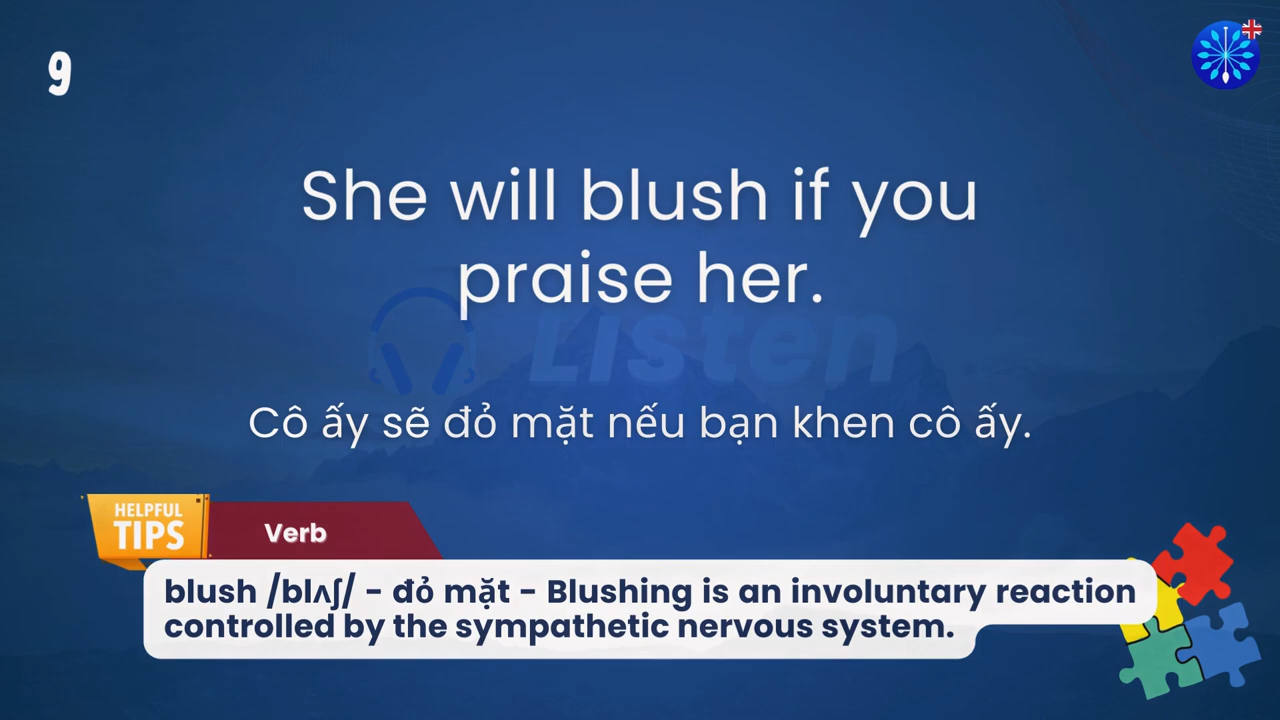 9
She will blush if you
praise her.
Listen
Cô ấy sẽ đỏ mặt nếu bạn khen cô ấy.
HELPFUL
TIPS
Verb
blush /blʌʃ/ - đỏ mặt - Blushing is an involuntary reaction
controlled by the sympathetic nervous system.